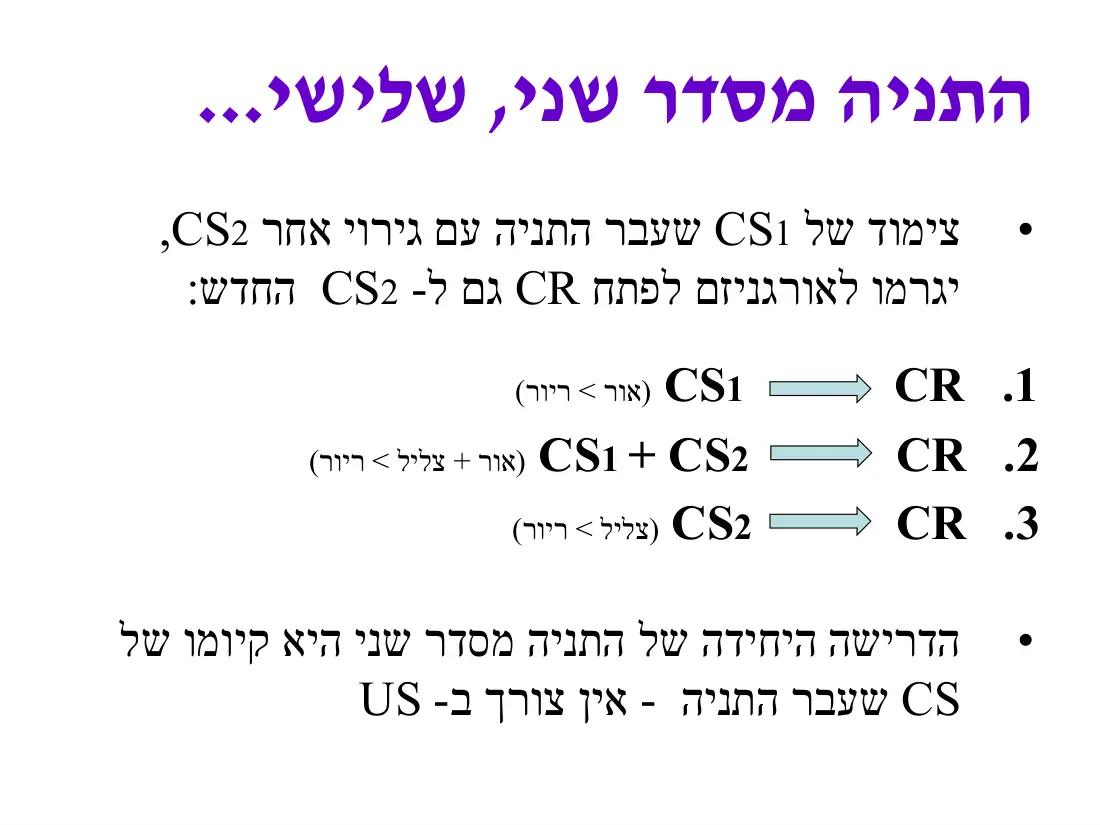 התניה מסדר שני, שלישי...
• צימוד של CS1 שעבר התניה עם גירוי אחר CS2,
יגרמו לאורגניזם לפתח CR גם ל- CS2 החדש:
1. CR CS1 (אור > ריור)
2. CR CS1 + CS2 (אור + צליל > ריור)
3. CR CS2 (צליל > ריור)
• הדרישה היחידה של התניה מסדר שני היא קיומו של
CS שעבר התניה - אין צורך ב- US